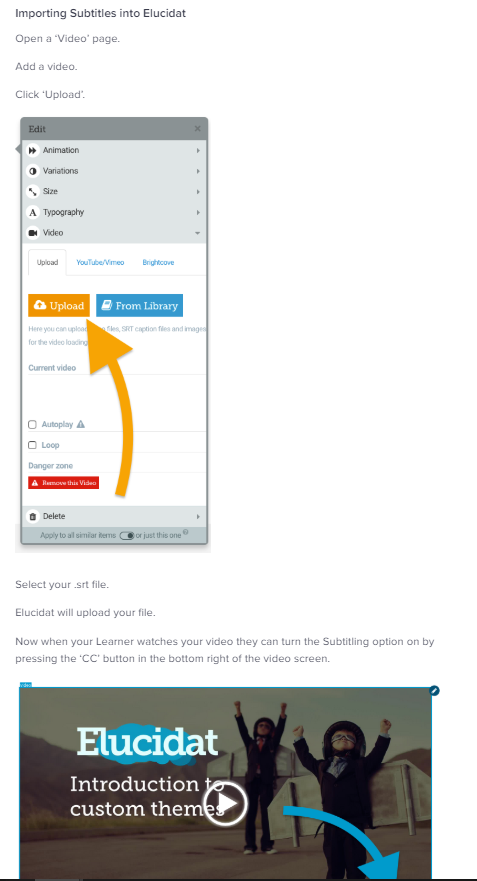 Importing Subtitles into Elucidat
Open a ‘Video’ page.
Add a video.
Click ‘Upload’.
Edit
Animation
Variations
Size
A Typography
Video
Upload YouTube/Vimeo Brightcove
Upload From Library
Here you can upload files, SRT caption files and images
for the video loading
Current video
Autoplay
Loop
Danger zone
Remove this Video
Delete
Apply to all similar items or just this one
Select your .srt file.
Elucidat will upload your file.
Now when your Learner watches your video they can turn the Subtitling option on by
pressing the ‘CC’ button in the bottom right of the video screen.
Elucidat
Introduction to
custom themes